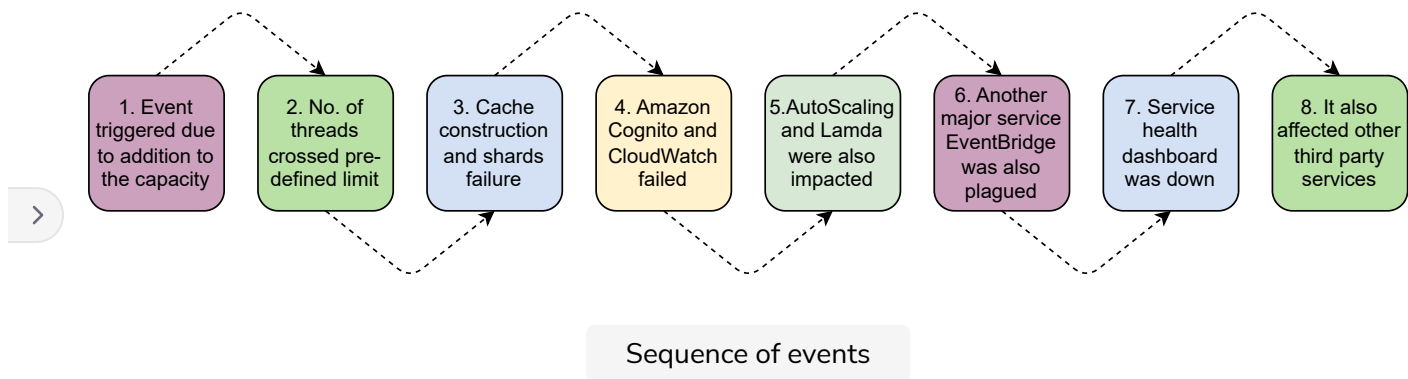 1. Event
triggered due
to addition to
the capacity
2. No. of
threads
crossed pre-
defined limit
3. Cache
construction
and shards
failure
4. Amazon
Cognito and
CloudWatch
failed
5.AutoScaling
and Lamda
were also
impacted
6. Another
major service
EventBridge
was also
plagued
7. Service
health
dashboard
was down
8. It also
affected other
third party
services
Sequence of events